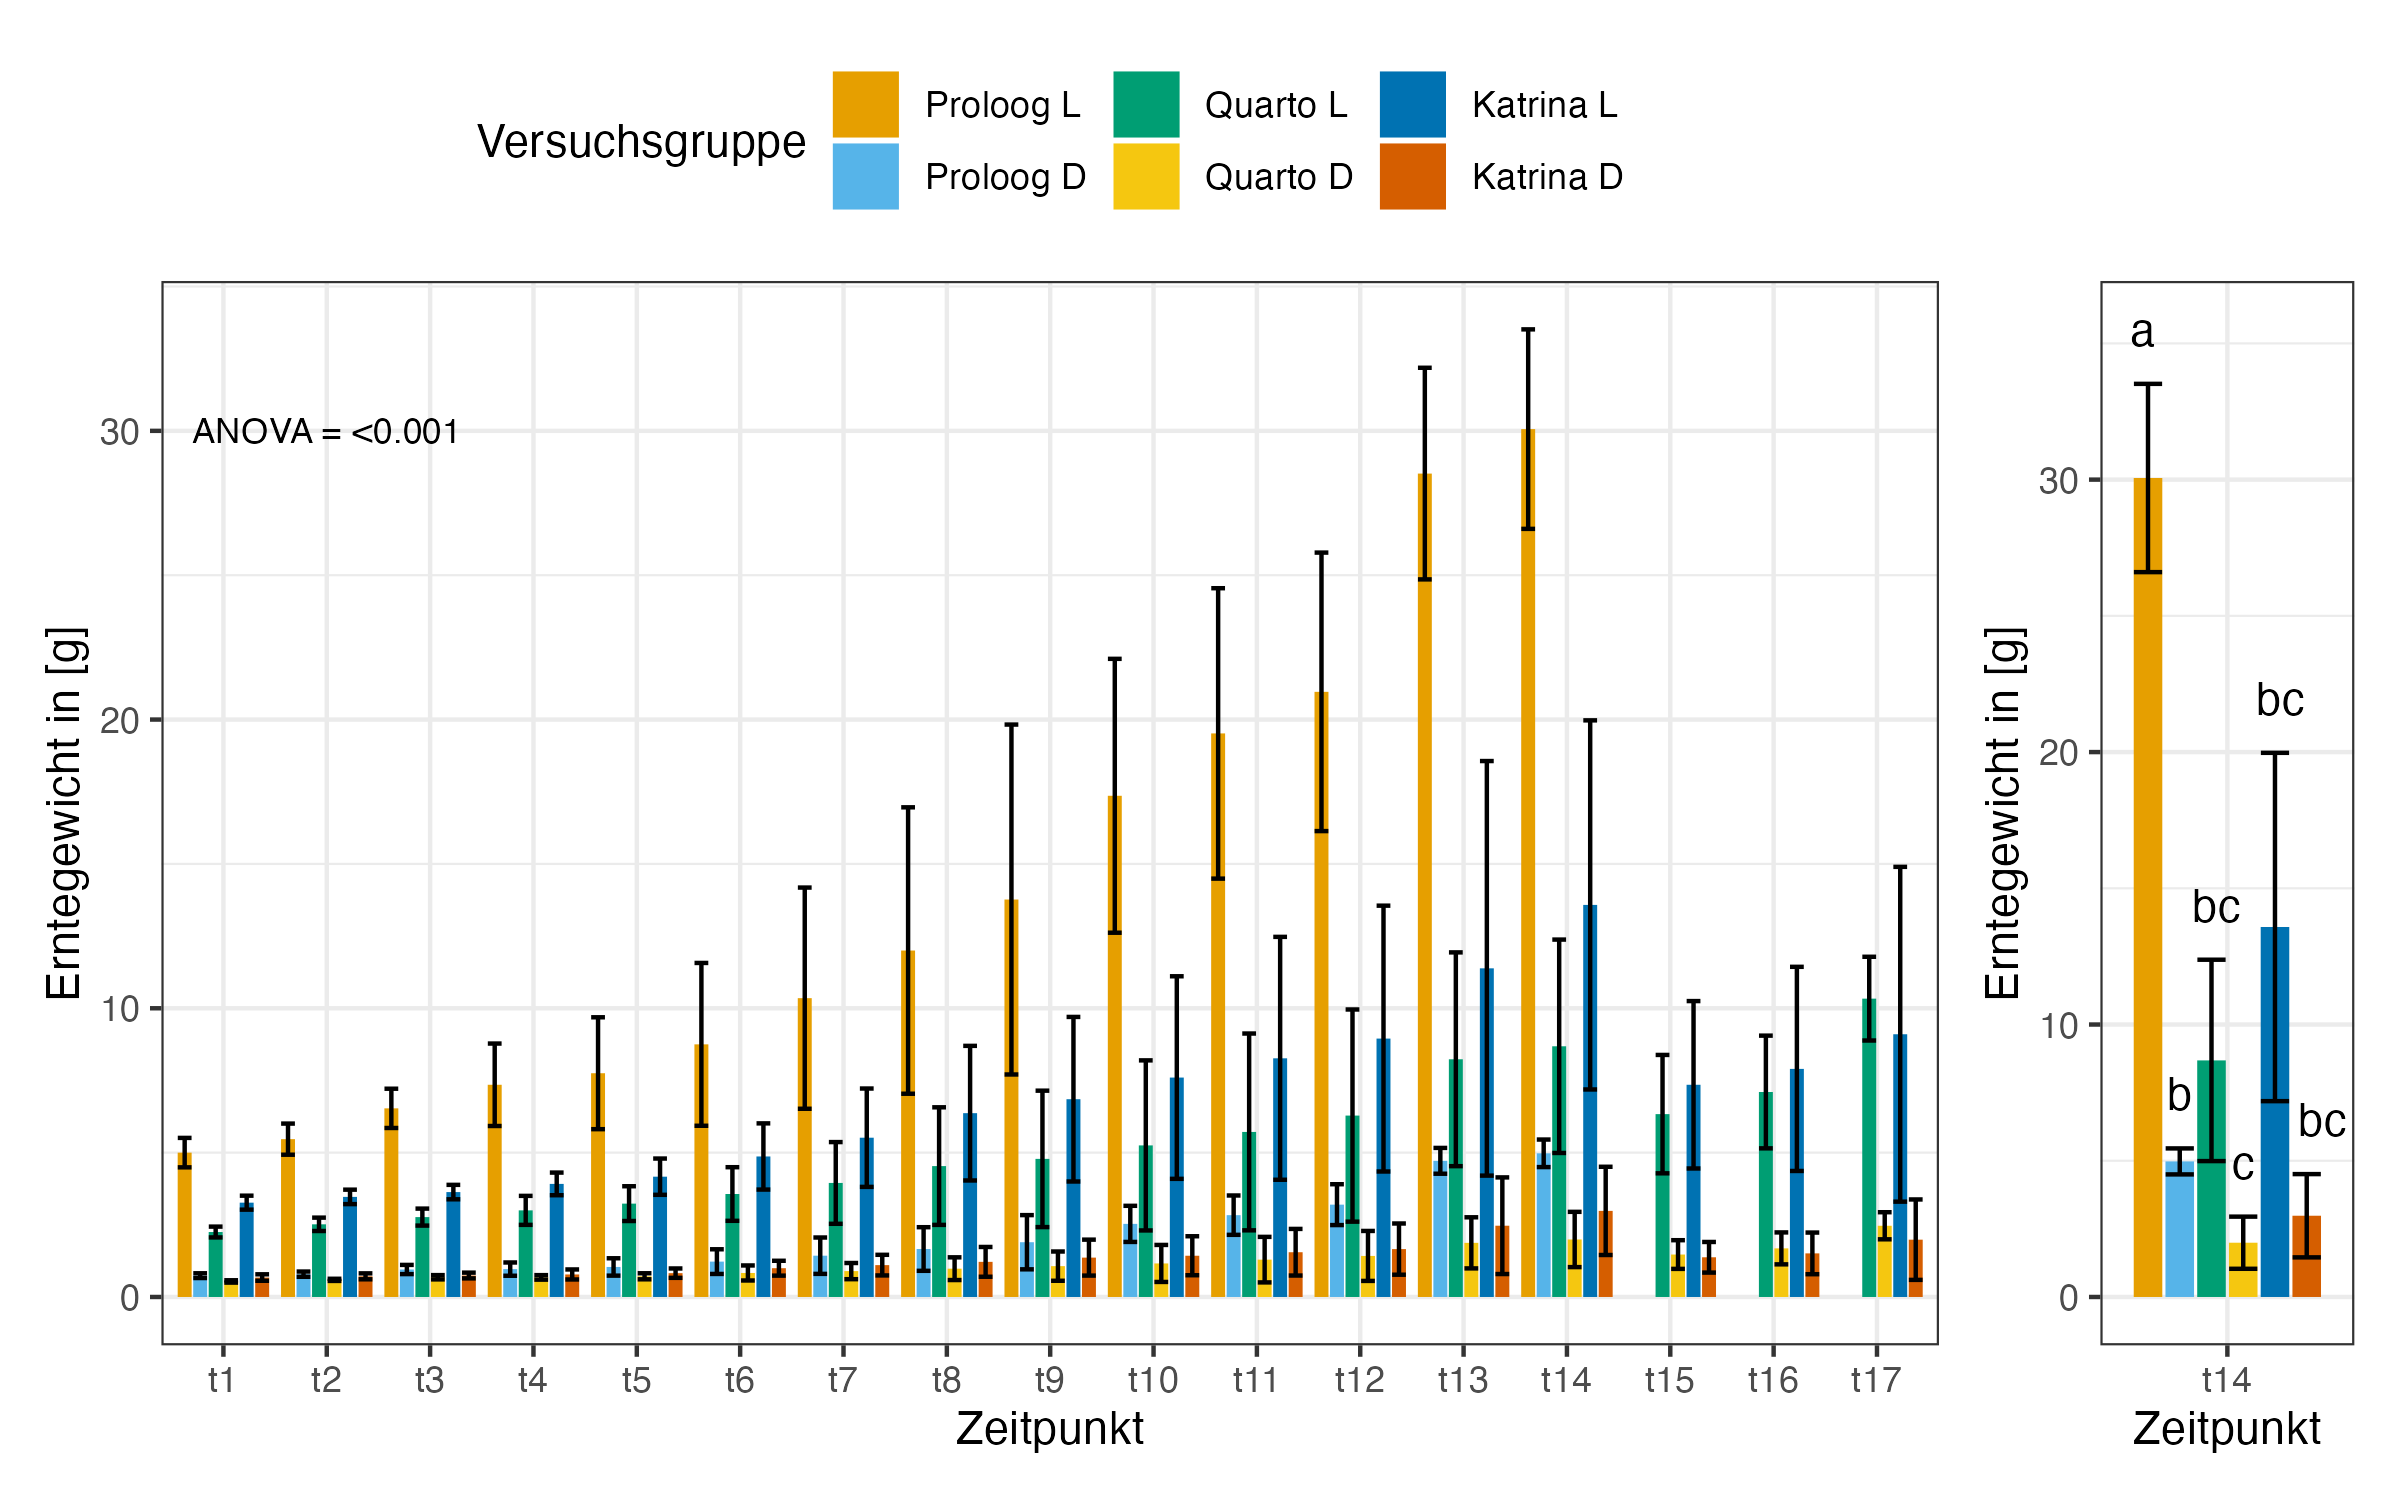 Versuchsgruppe
Proloog L
Quarto L
Katrina L
Proloog D
Quarto D
Katrina D
Erntegewicht in [g]
30
20
10
0
ANOVA = <0.001
t1 t2 t3 t4 t5 t6 t7 t8 t9 t10 t11 t12 t13 t14 t15 t16 t17
Zeitpunkt
Erntegewicht in [g]
30
20
10
0
a
bc
bc
b
bc
c
t14
Zeitpunkt